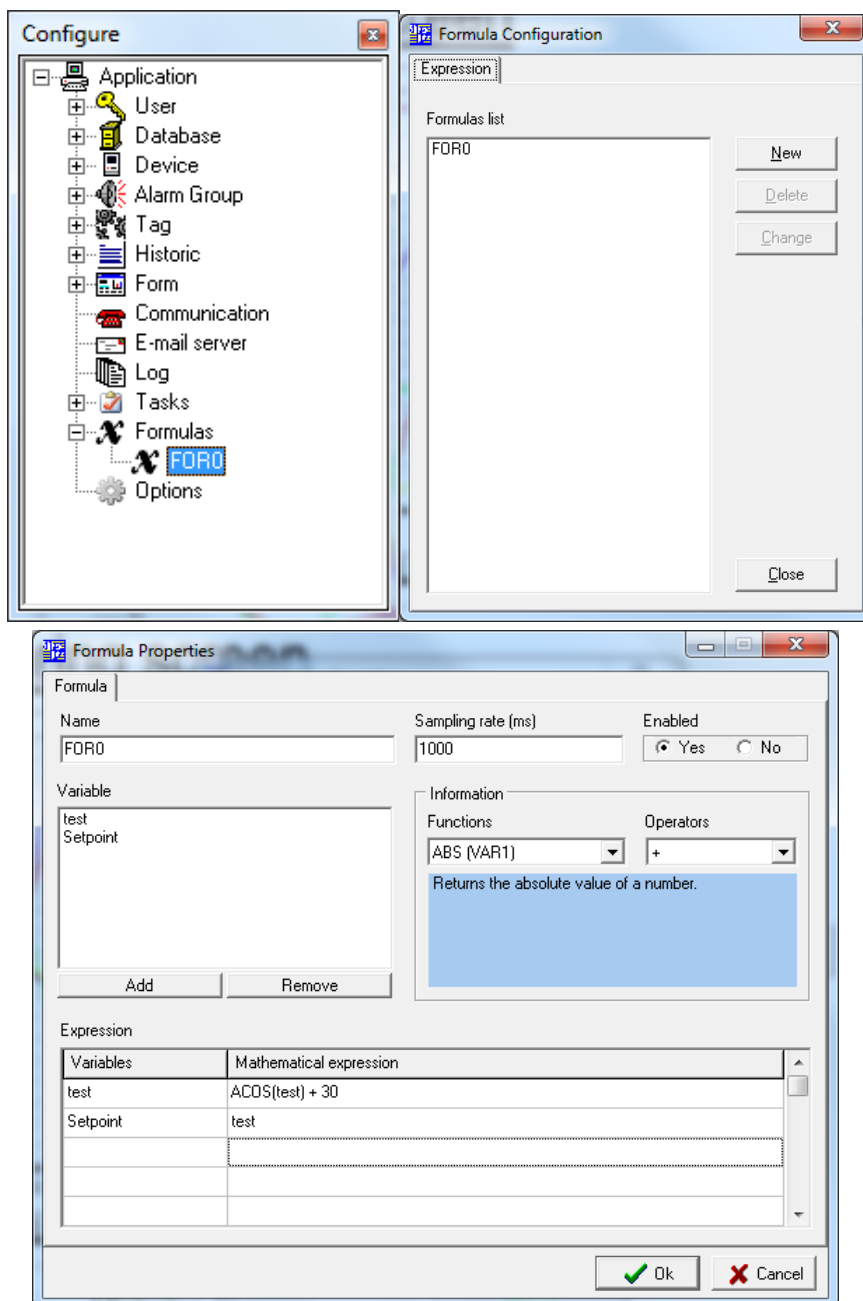 Configure
Application
User
Database
Device
Alarm Group
Tag
Historic
Form
Communication
E-mail server
Log
Tasks
Formulas
FOR0
Options
Formula Configuration
Expression
Formulas list
FOR0
New
Delete
Change
Close
Formula Properties
Formula
Name Sampling rate (ms) Enabled
FOR0 1000 Yes No
Variable Information
test
Setpoint
Functions Operators
ABS (VAR1) +
Returns the absolute value of a number.
Add Remove
Expression
Variables Mathematical expression
test ACOS(test) + 30
Setpoint test
Ok Cancel